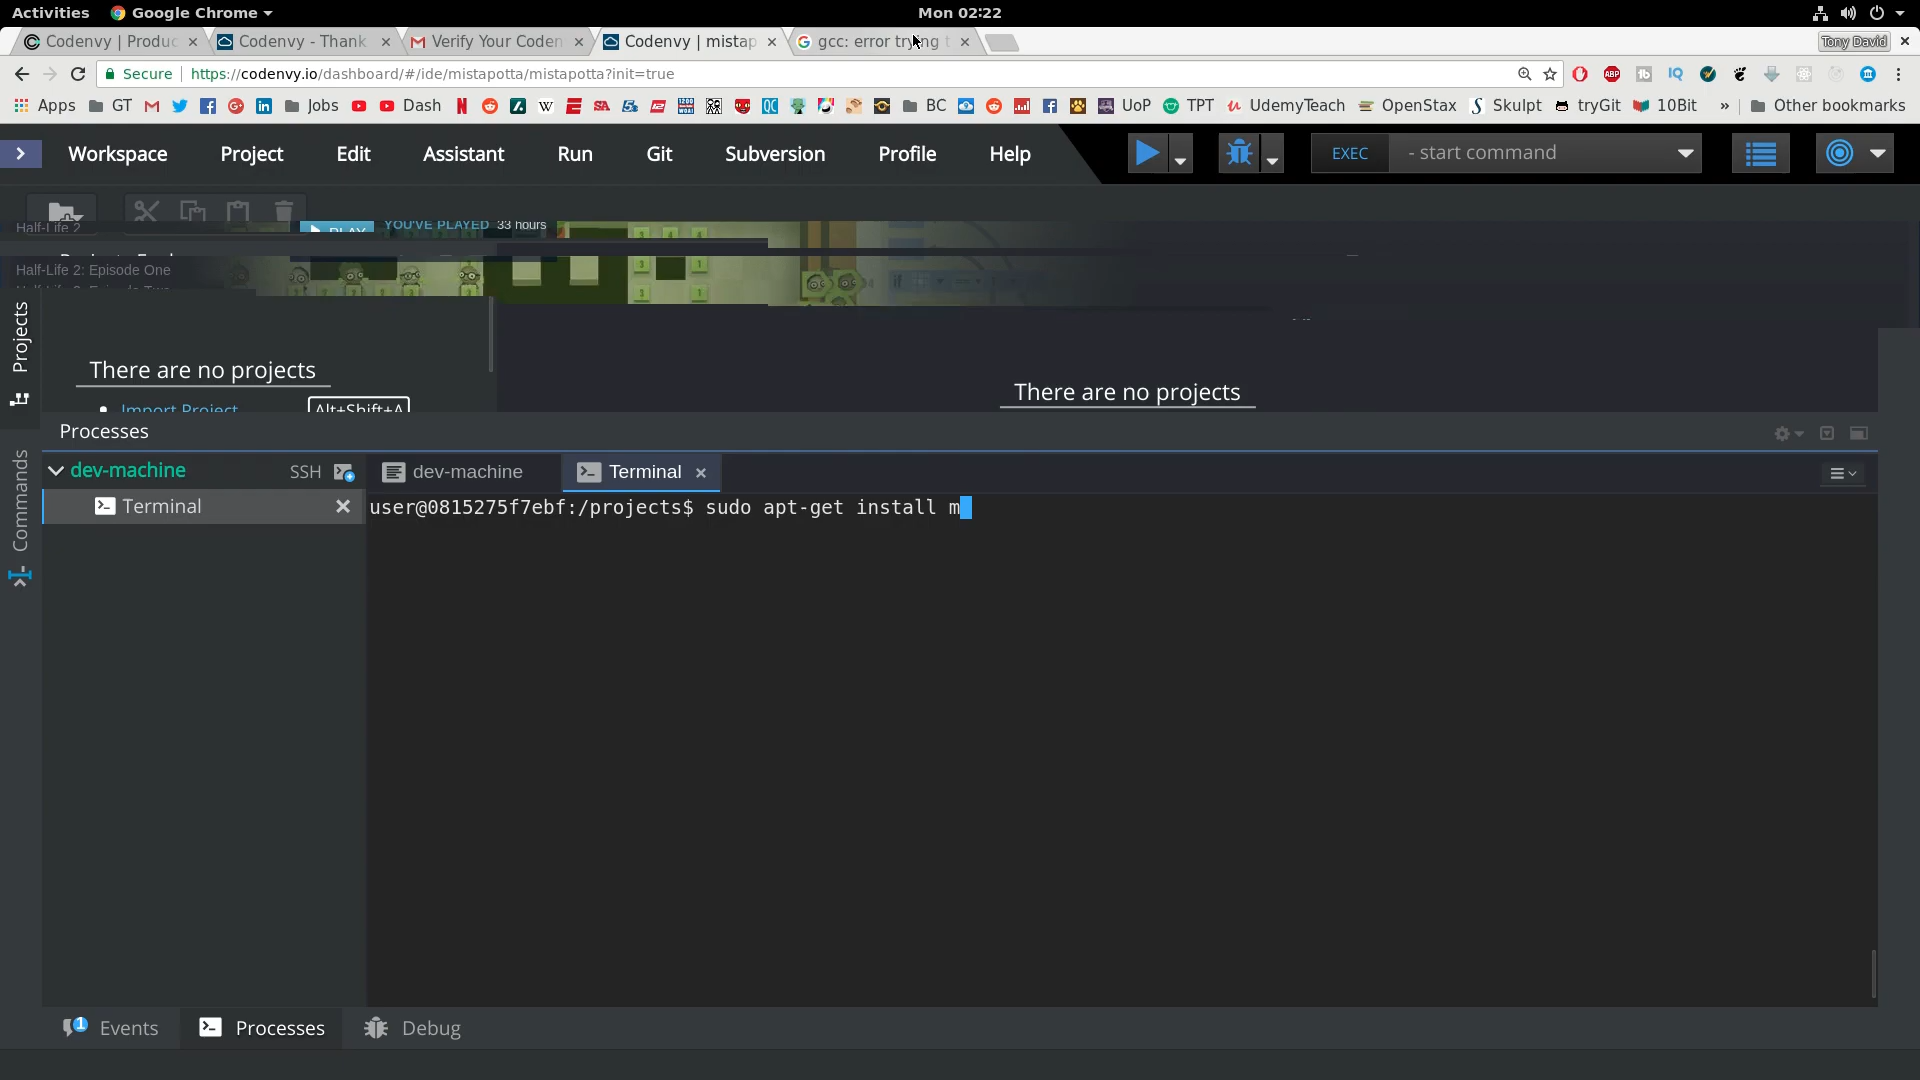 Activities Google Chrome Mon 02:22
Codenvy | Produc Codenvy - Thank Verify Your Coden Codenvy | mistap gcc: error trying t Tony David
Secure https://codenvy.io/dashboard/#/ide/mistapotta/mistapotta?init=true
Apps GT Jobs Dash BC UoP TPT UdemyTeach OpenStax Skulpt tryGit 10Bit » Other bookmarks
Workspace Project Edit Assistant Run Git Subversion Profile Help EXEC - start command
Half-Life 2 PLAY YOU'VE PLAYED 33 hours
Half-Life 2: Episode One
Projects
There are no projects
There are no projects
Import Project Alt+Shift+A
Processes
Commands
dev-machine SSH dev-machine Terminal
Terminal
user@0815275f7ebf:/projects$ sudo apt-get install m
1 Events Processes Debug